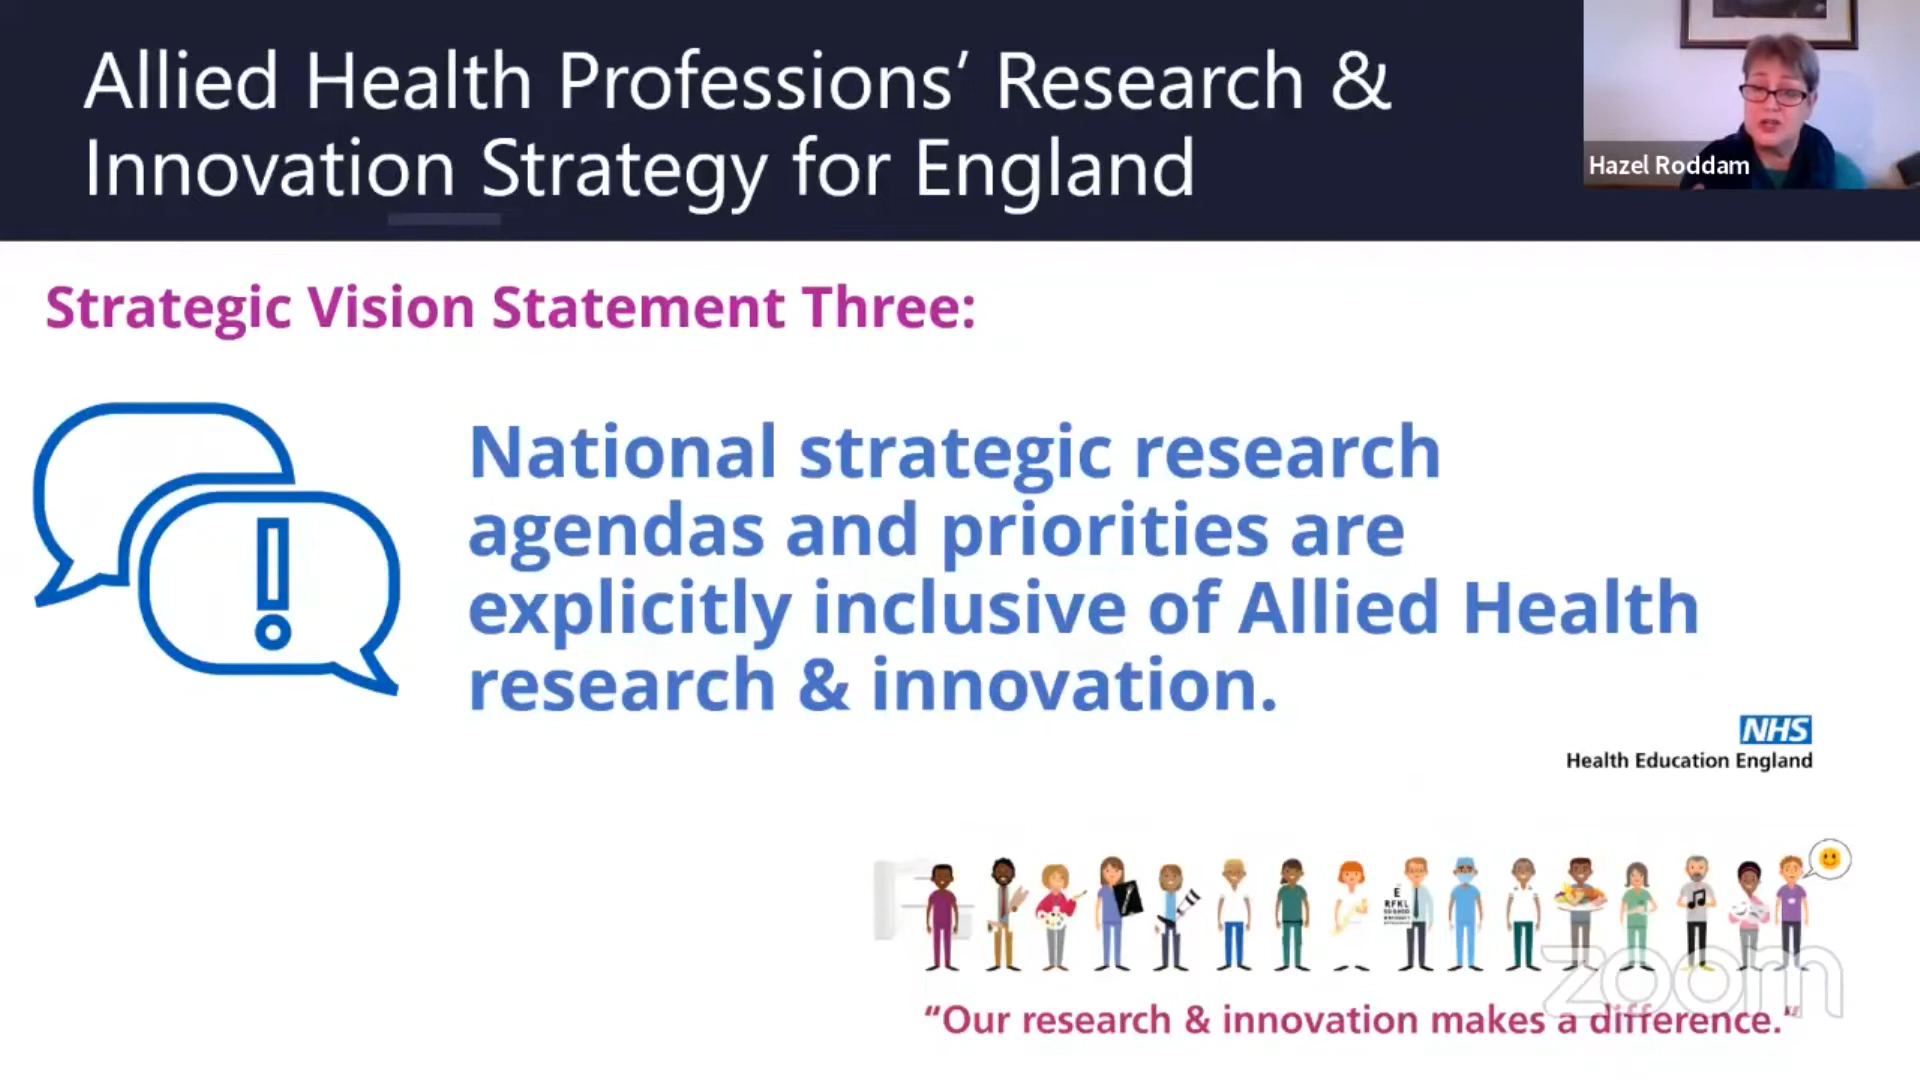 Allied Health Professions’ Research &
Innovation Strategy for England
Hazel Roddam
Strategic Vision Statement Three:
National strategic research
agendas and priorities are
explicitly inclusive of Allied Health
research & innovation.
NHS
Health Education England
E
RFKL
zoom
“Our research & innovation makes a difference.”